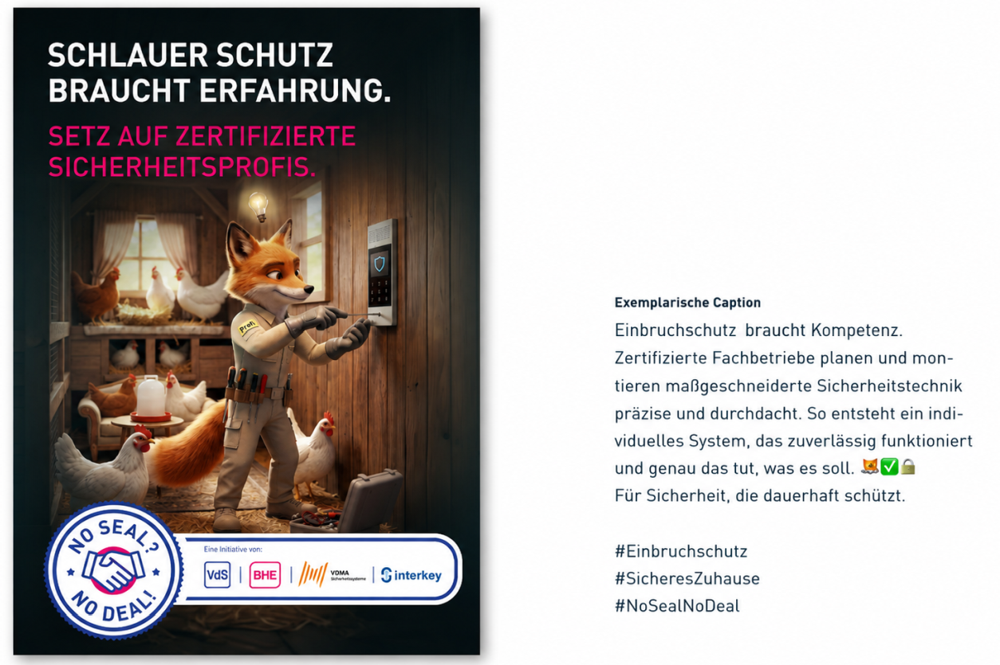 SCHLAUER SCHUTZ
BRAUCHT ERFAHRUNG.
SETZ AUF ZERTIFIZIERTE
SICHERHEITSPROFIS.
Profi
NO SEAL?
NO DEAL!
Eine Initiative von:
VdS
BHE
VDMA
Sicherheitssysteme
interkey
Exemplarische Caption
Einbruchschutz braucht Kompetenz.
Zertifizierte Fachbetriebe planen und mon-
tieren maßgeschneiderte Sicherheitstechnik
präzise und durchdacht. So entsteht ein indi-
viduelles System, das zuverlässig funktioniert
und genau das tut, was es soll. 🦊✅🔒
Für Sicherheit, die dauerhaft schützt.
#Einbruchschutz
#SicheresZuhause
#NoSealNoDeal